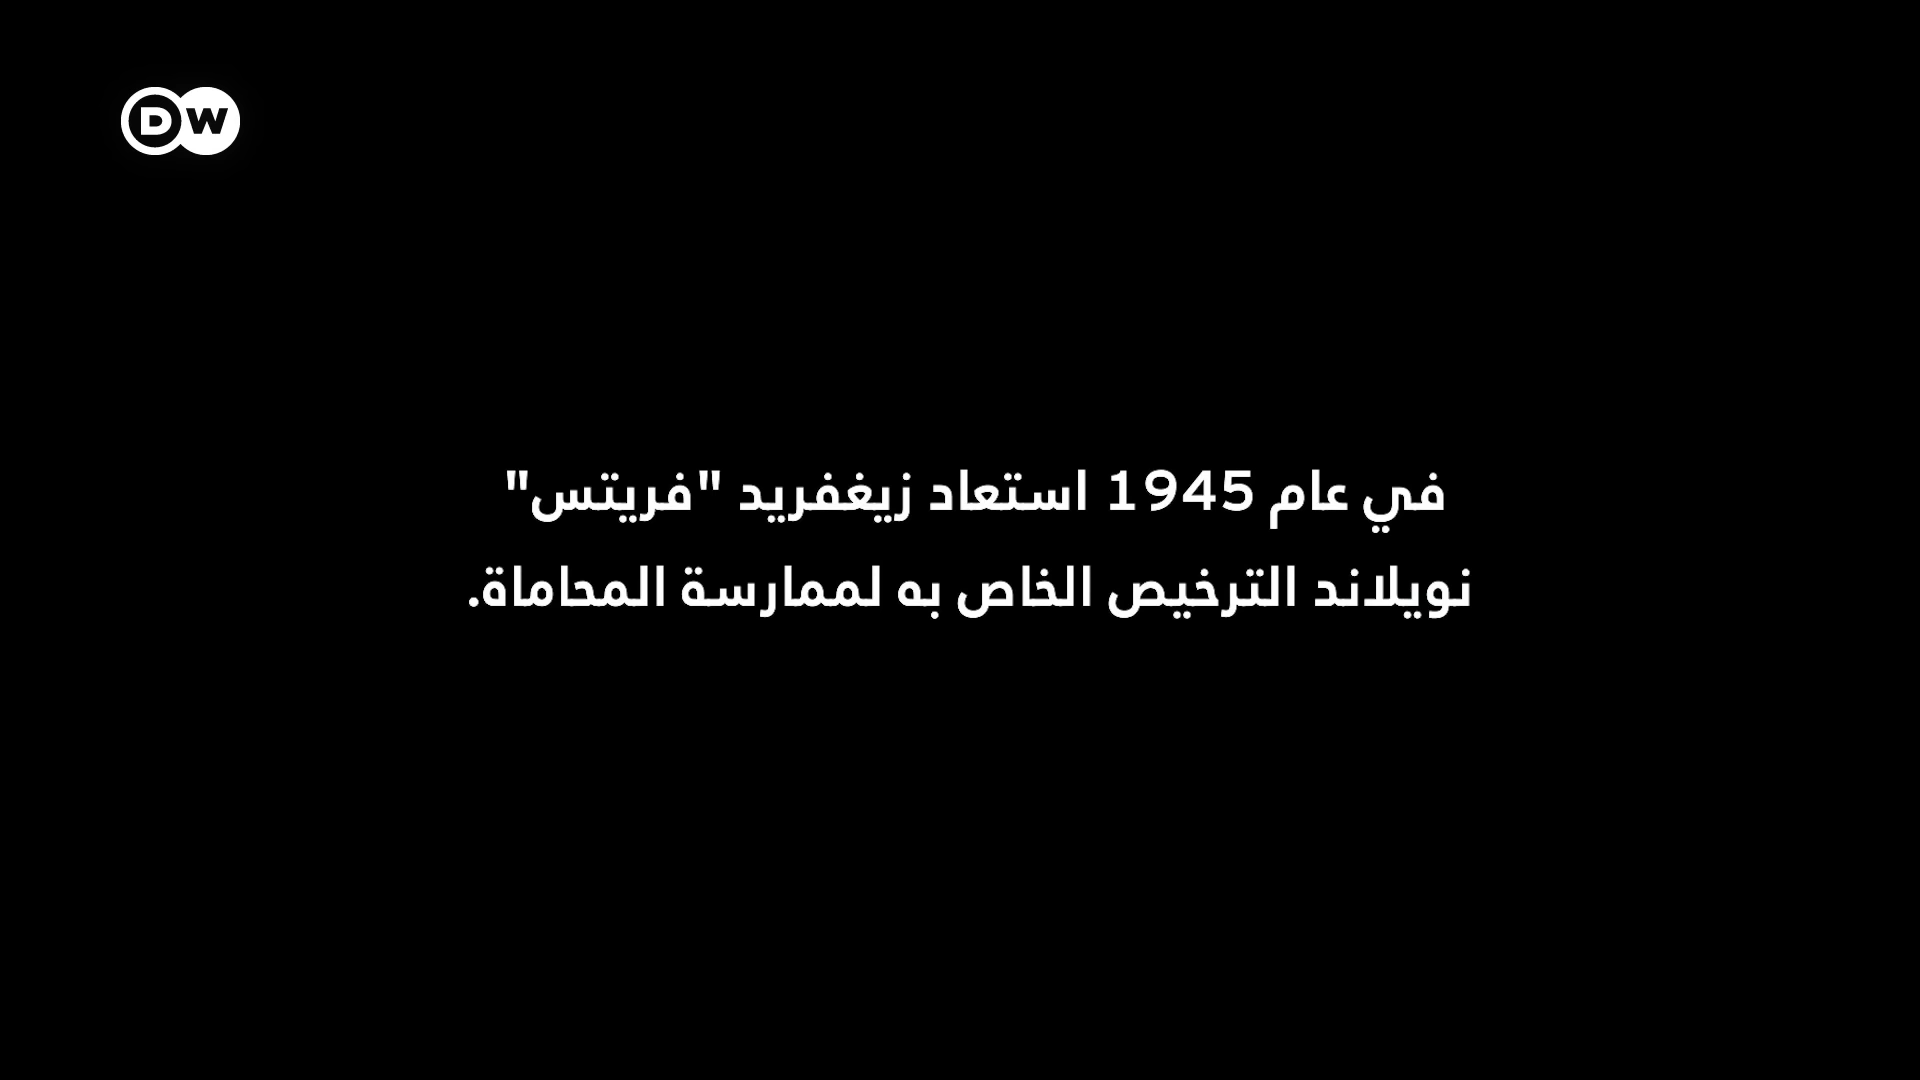 DW
في عام 1945 استعاد زيغفريد "فريتس"
نويلاند الترخيص الخاص به لممارسة المحاماة.